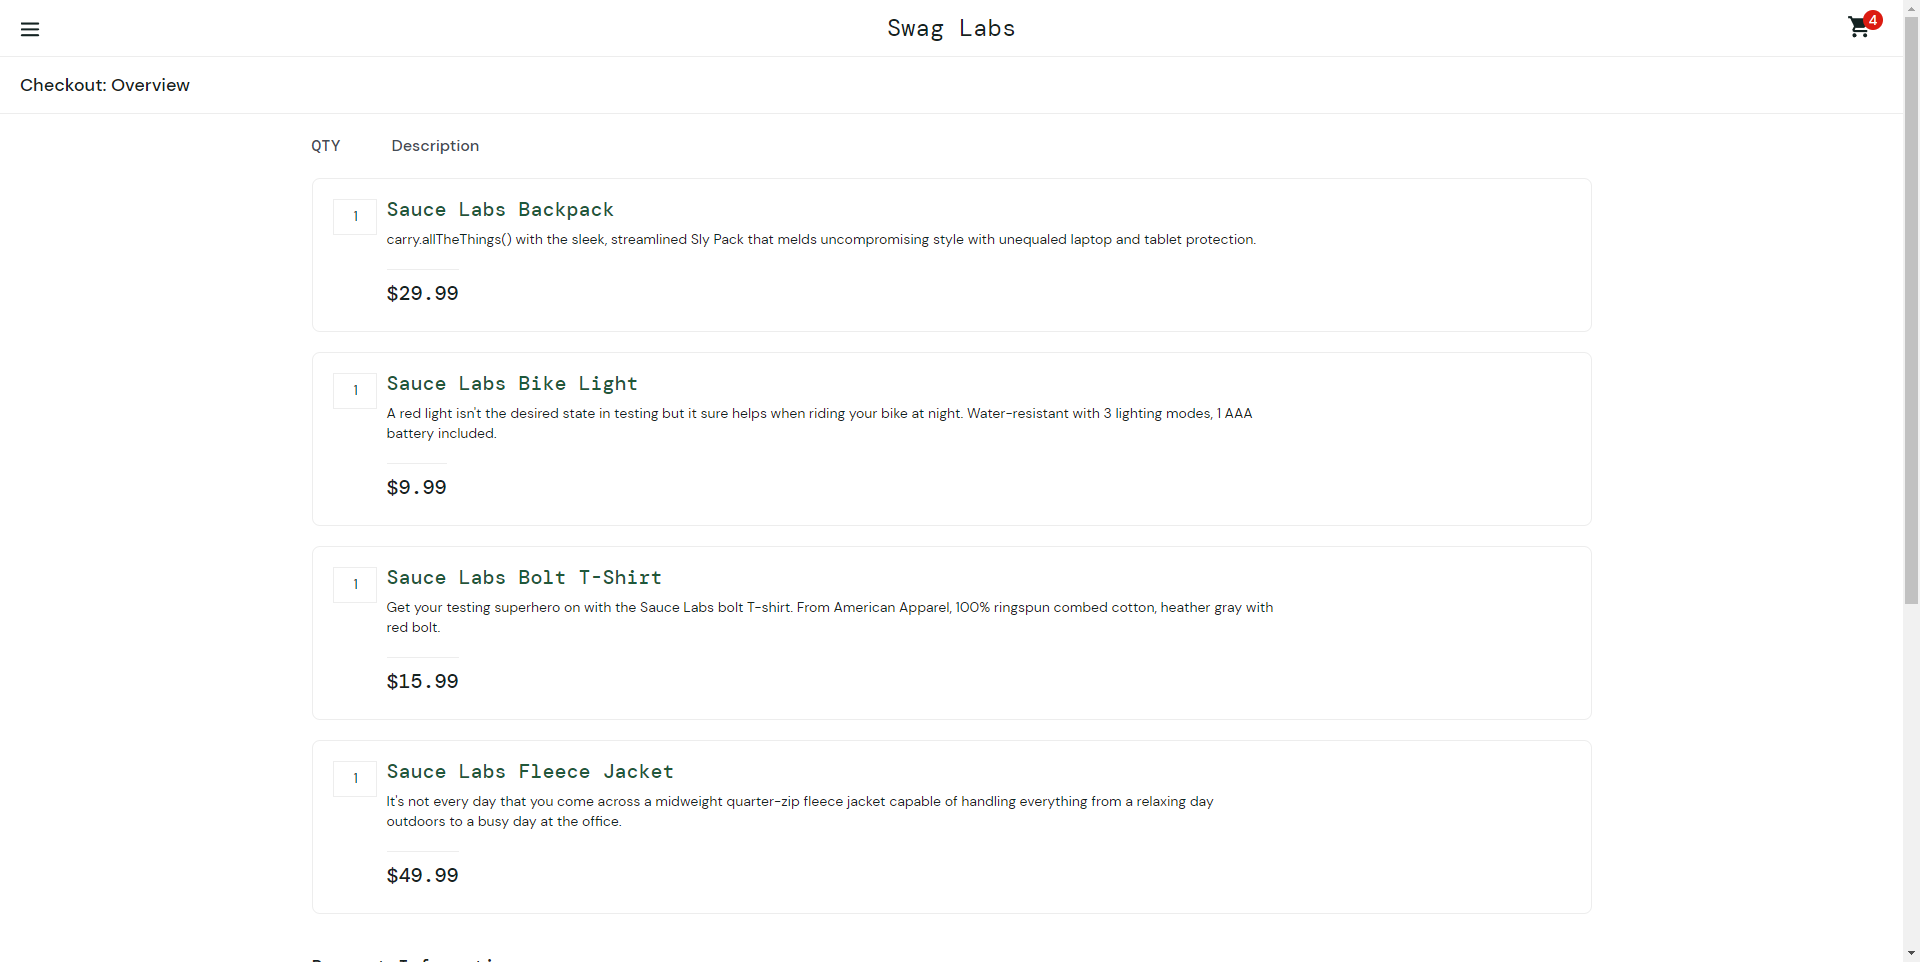 Swag Labs
4
Checkout: Overview
QTY Description
1
Sauce Labs Backpack
carry.allTheThings() with the sleek, streamlined Sly Pack that melds uncompromising style with unequaled laptop and tablet protection.
$29.99
1
Sauce Labs Bike Light
A red light isn't the desired state in testing but it sure helps when riding your bike at night. Water-resistant with 3 lighting modes, 1 AAA
battery included.
$9.99
1
Sauce Labs Bolt T-Shirt
Get your testing superhero on with the Sauce Labs bolt T-shirt. From American Apparel, 100% ringspun combed cotton, heather gray with
red bolt.
$15.99
1
Sauce Labs Fleece Jacket
It's not every day that you come across a midweight quarter-zip fleece jacket capable of handling everything from a relaxing day
outdoors to a busy day at the office.
$49.99